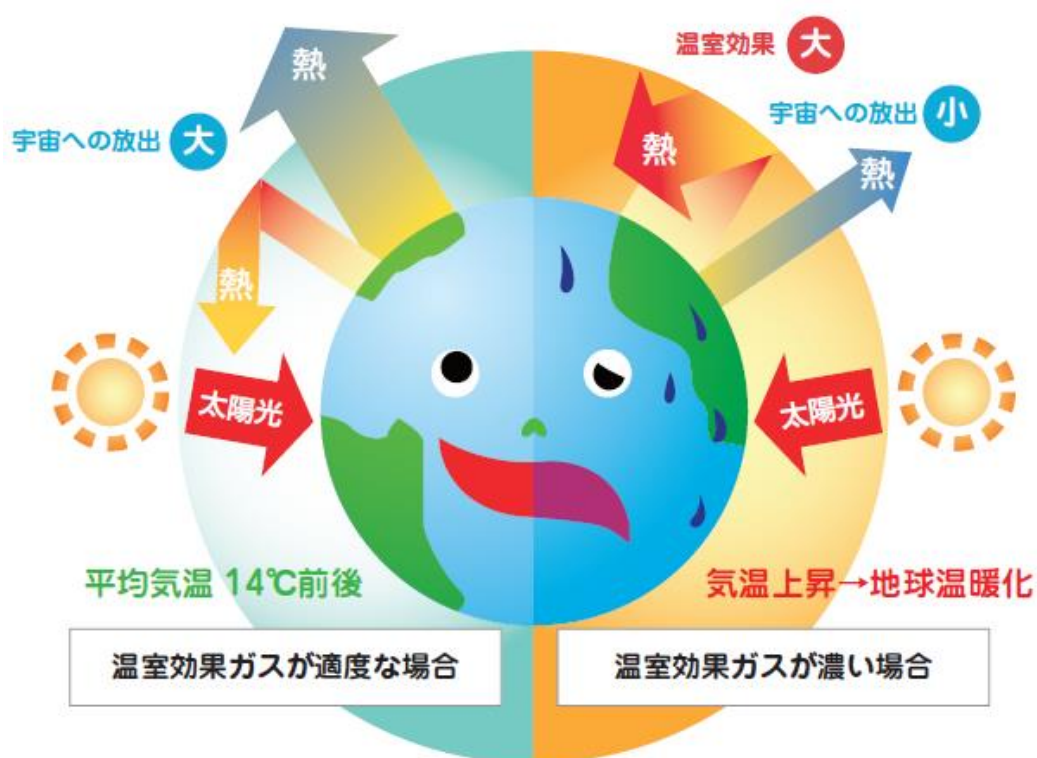 熱
宇宙への放出 大
熱
太陽光
平均気温 14℃前後
温室効果ガスが適度な場合
温室効果 大
宇宙への放出 小
熱
熱
太陽光
気温上昇→地球温暖化
温室効果ガスが濃い場合